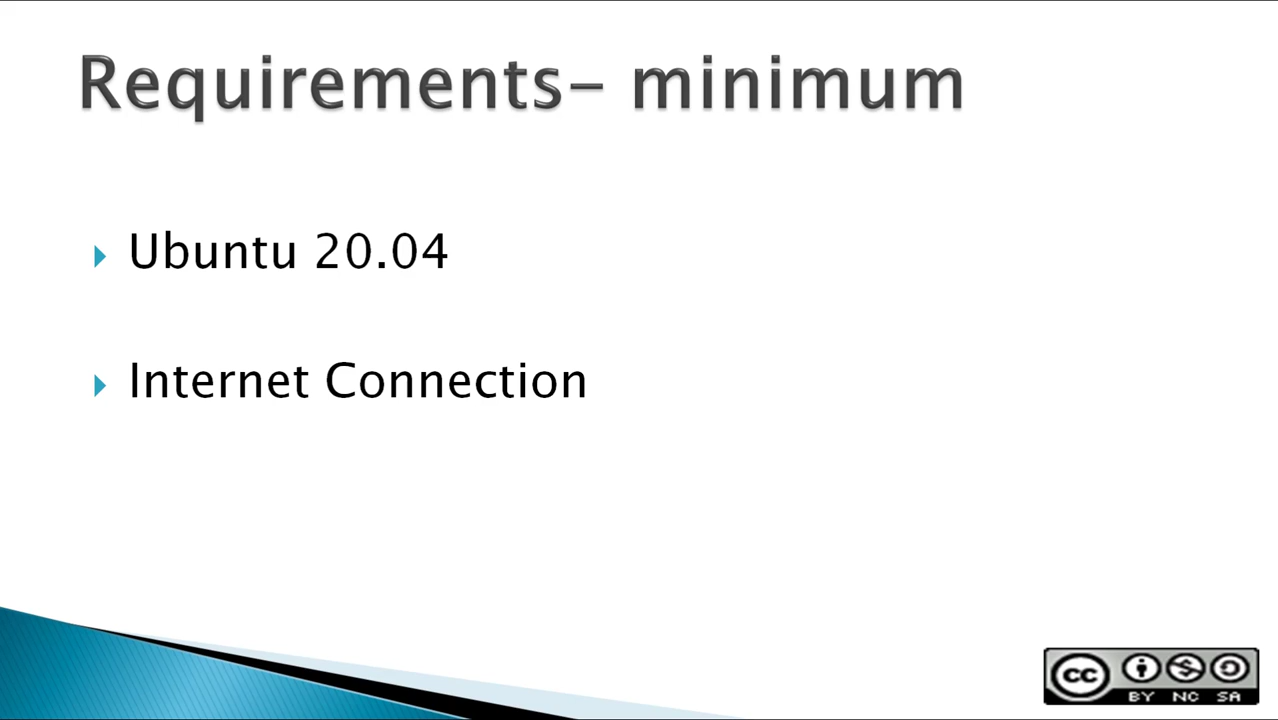 Requirements- minimum
Ubuntu 20.04
Internet Connection
cc
BY NC SA